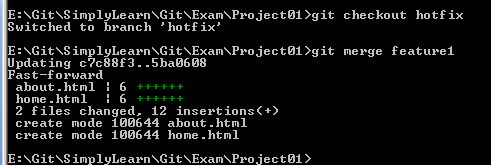 E:\Git\SimplyLearn\Git\Exam\Project01>git checkout hotfix
Switched to branch 'hotfix'
E:\Git\SimplyLearn\Git\Exam\Project01>git merge feature1
Updating c7c88f3..5ba0608
Fast-forward
 about.html | 6 ++++++
 home.html  | 6 ++++++
 2 files changed, 12 insertions(+)
 create mode 100644 about.html
 create mode 100644 home.html
E:\Git\SimplyLearn\Git\Exam\Project01>